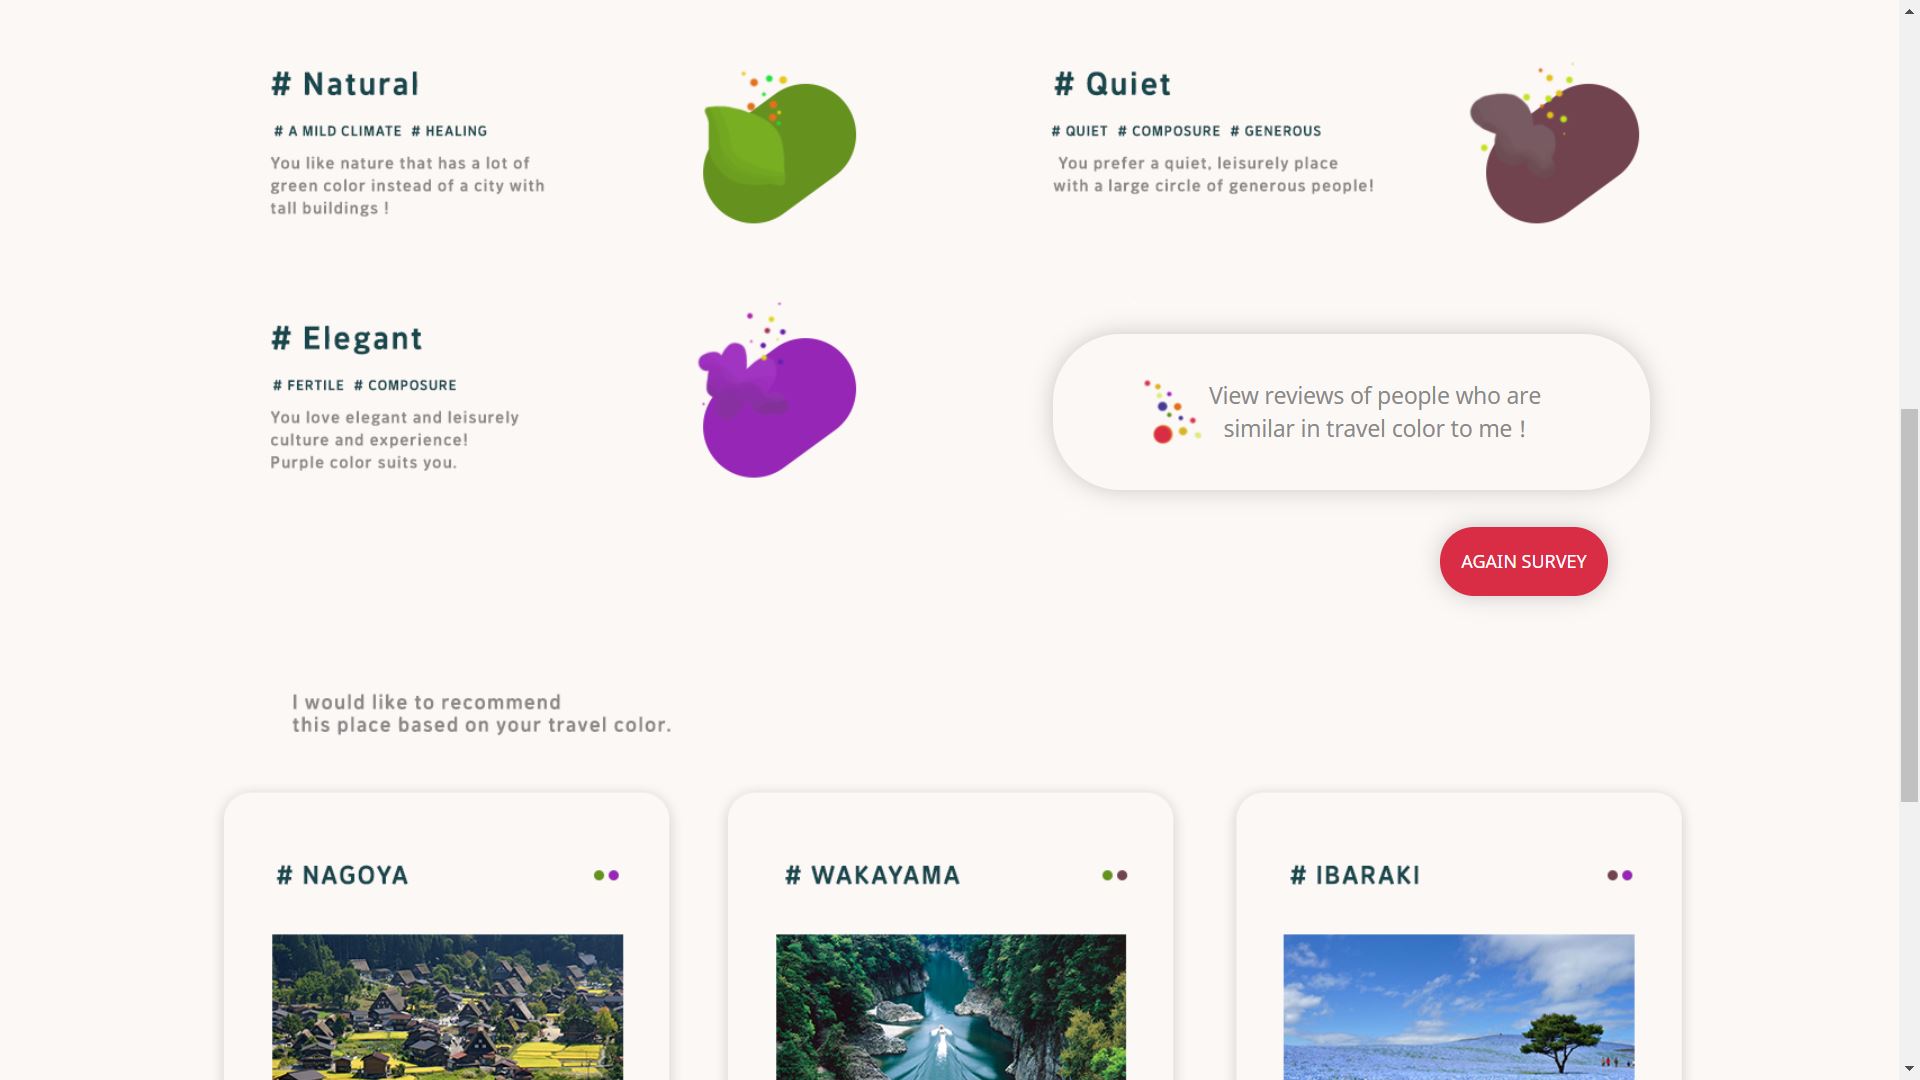 # Natural
# A MILD CLIMATE # HEALING
You like nature that has a lot of
green color instead of a city with
tall buildings !
# Quiet
# QUIET # COMPOSURE # GENEROUS
You prefer a quiet, leisurely place
with a large circle of generous people!
# Elegant
# FERTILE # COMPOSURE
You love elegant and leisurely
culture and experience!
Purple color suits you.
View reviews of people who are
similar in travel color to me !
AGAIN SURVEY
I would like to recommend
this place based on your travel color.
# NAGOYA
# WAKAYAMA
# IBARAKI